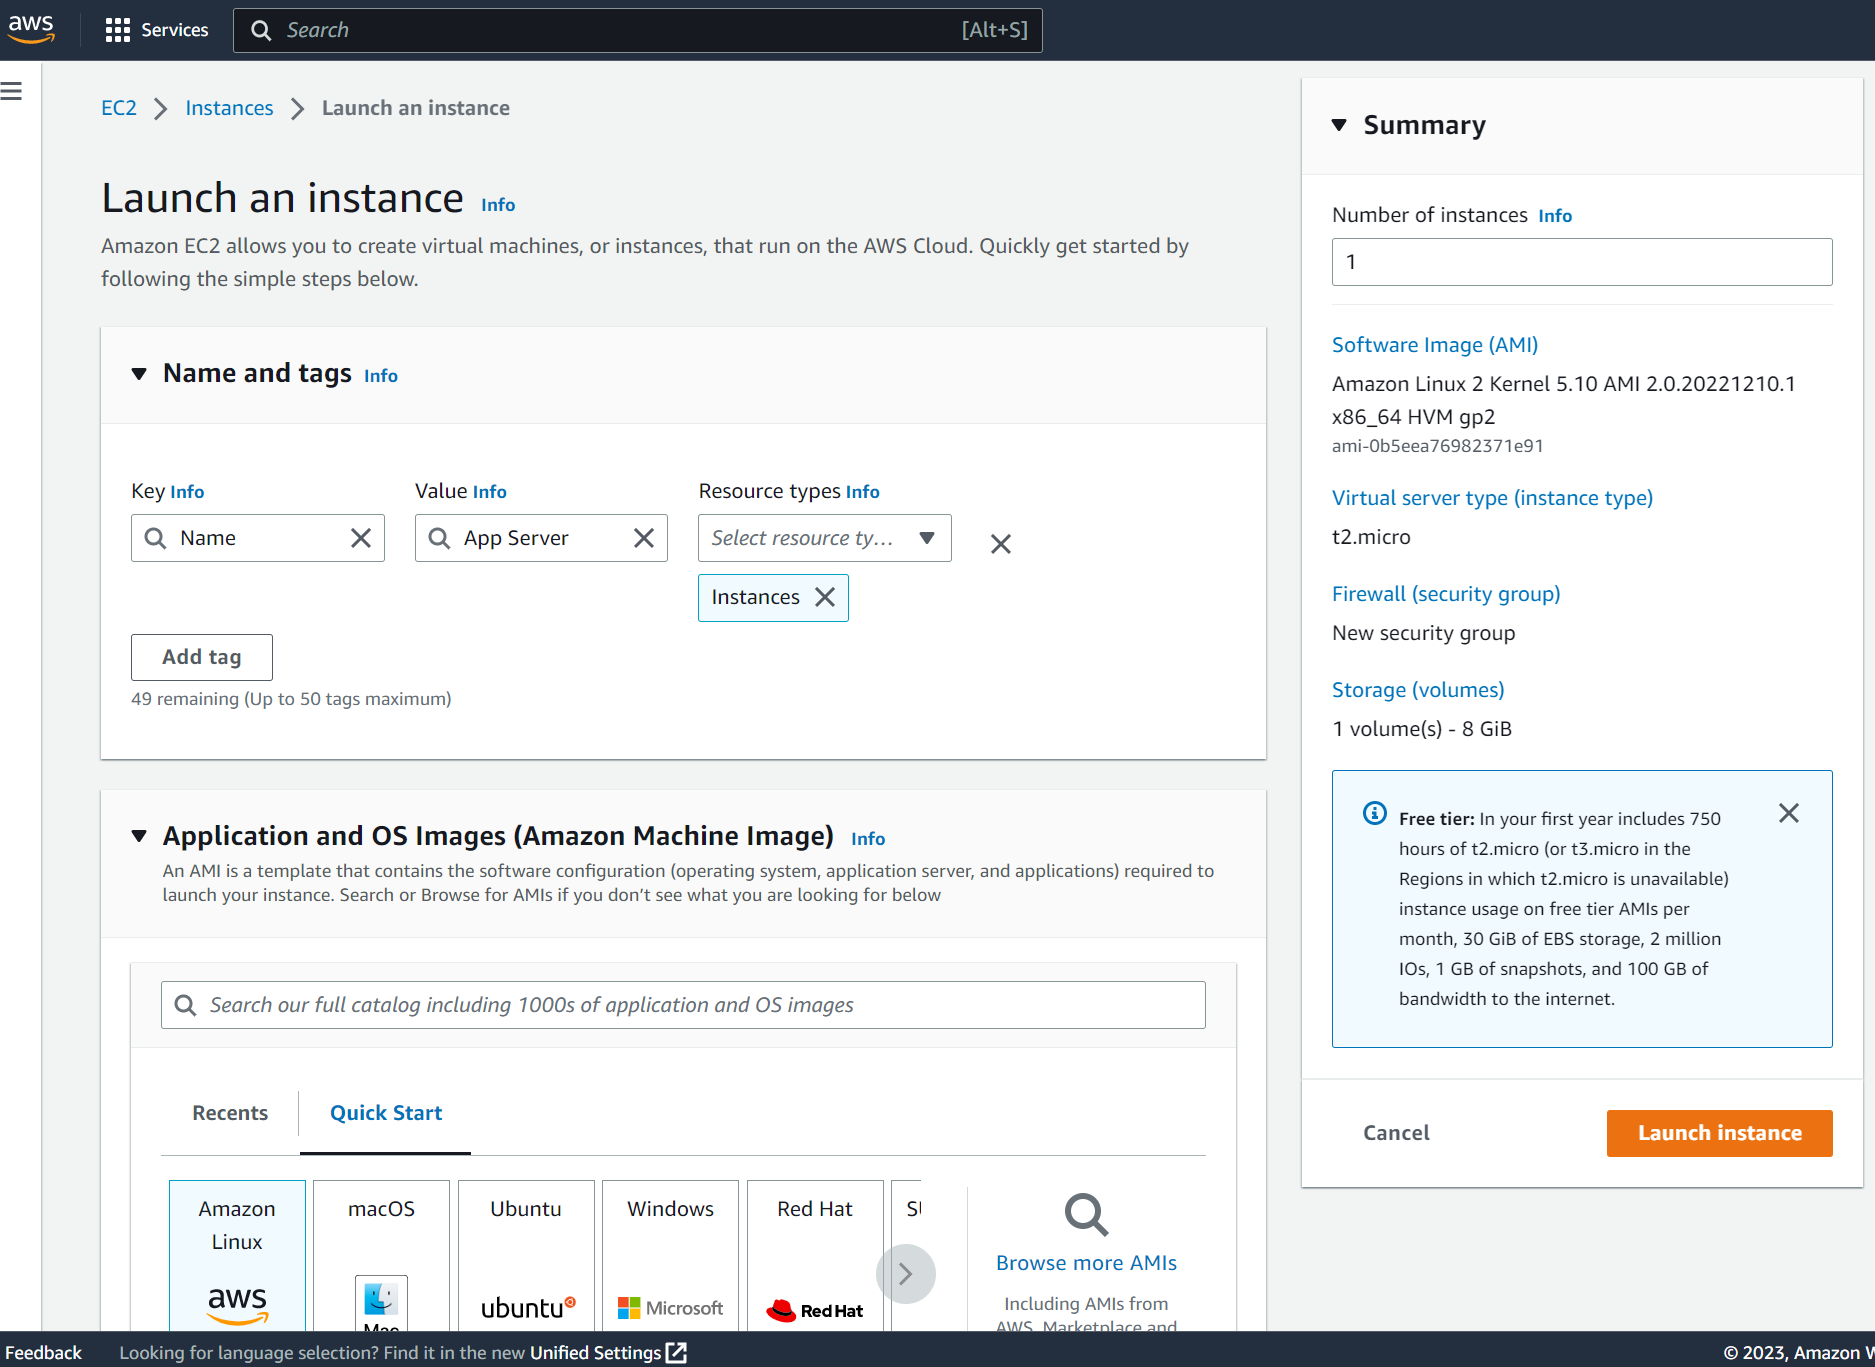 aws
Services
Search
[Alt+S]
EC2
Instances
Launch an instance
Launch an instance Info
Amazon EC2 allows you to create virtual machines, or instances, that run on the AWS Cloud. Quickly get started by
following the simple steps below.
Name and tags Info
Key Info
Value Info
Resource types Info
Name
App Server
Select resource ty...
Instances
Add tag
49 remaining (Up to 50 tags maximum)
Application and OS Images (Amazon Machine Image) Info
An AMI is a template that contains the software configuration (operating system, application server, and applications) required to
launch your instance. Search or Browse for AMIs if you don’t see what you are looking for below
Search our full catalog including 1000s of application and OS images
Recents
Quick Start
Amazon
Linux
aws
macOS
Mac
Ubuntu
ubuntu
Windows
Microsoft
Red Hat
Red Hat
Browse more AMIs
Including AMIs from
AWS, Marketplace and
Summary
Number of instances Info
1
Software Image (AMI)
Amazon Linux 2 Kernel 5.10 AMI 2.0.20221210.1
x86_64 HVM gp2
ami-0b5eea76982371e91
Virtual server type (instance type)
t2.micro
Firewall (security group)
New security group
Storage (volumes)
1 volume(s) - 8 GiB
Free tier: In your first year includes 750
hours of t2.micro (or t3.micro in the
Regions in which t2.micro is unavailable)
instance usage on free tier AMIs per
month, 30 GiB of EBS storage, 2 million
IOs, 1 GB of snapshots, and 100 GB of
bandwidth to the internet.
Cancel
Launch instance
Feedback
Looking for language selection? Find it in the new Unified Settings
© 2023, Amazon